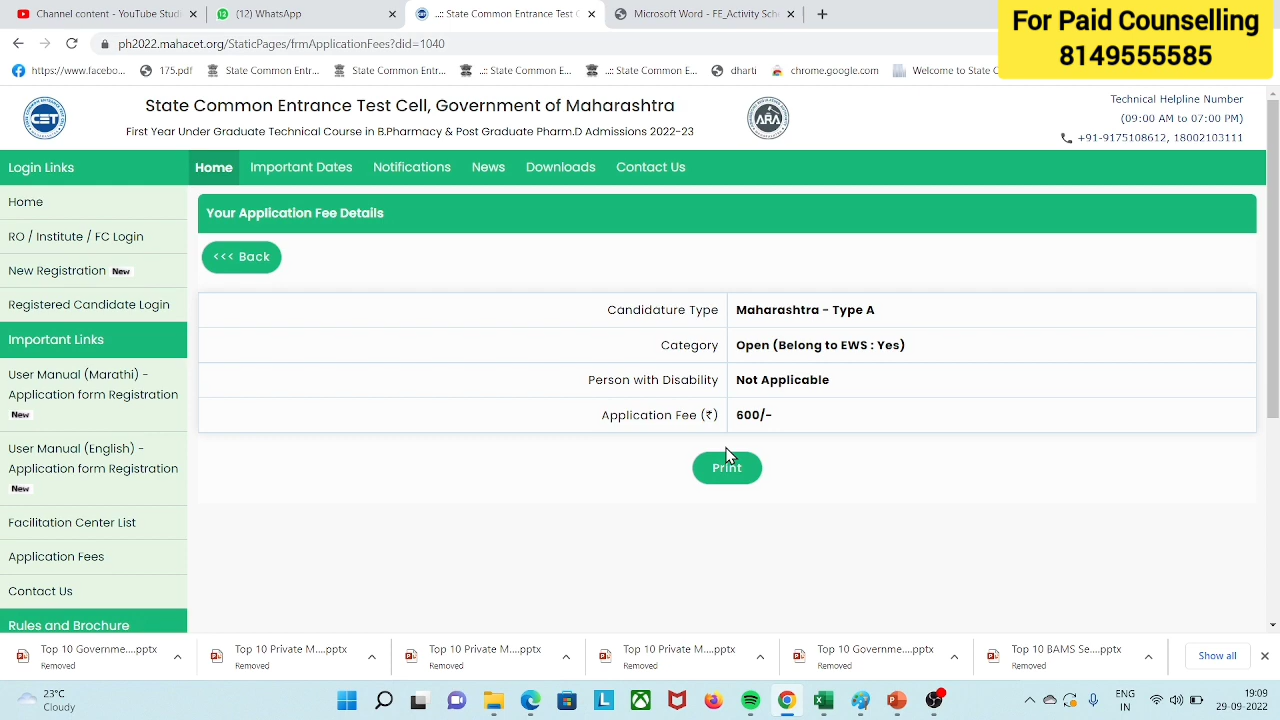 Dashboard - YouTube Studi
(12) WhatsApp
..:: State Common Entrance Test C
Microsoft Word - FE_Activity Sche
For Paid Counselling
8149555585
ph2022.mahacet.org/StaticPages/frmApplicationFees?did=1040
https://www.facebo...
175.pdf
State Common Entr...
State Common Entr...
State Common E...
..:: State Common E...
dharti
chrome.google.com
Welcome to State C
CET
State Common Entrance Test Cell, Government of Maharashtra
First Year Under Graduate Technical Course in B.Pharmacy & Post Graduate Pharm.D Admissions 2022-23
ARA
Technical Helpline Number
(09:00 AM to 07:00 PM)
+91-9175108612, 18002103111
Login Links
Home
Important Dates
Notifications
News
Downloads
Contact Us
Home
RO / Institute / FC Login
New Registration New
Registered Candidate Login
Important Links
User Manual (Marathi) -
Application form Registration
New
User Manual (English) -
Application form Registration
New
Facilitation Center List
Application Fees
Contact Us
Rules and Brochure
Your Application Fee Details
<<< Back
Candidature Type Maharashtra - Type A
Category Open (Belong to EWS : Yes)
Person with Disability Not Applicable
Application Fee (₹) 600/-
Print
Top 10 Governme....pptx
Removed
Top 10 Private M....pptx
Removed
Top 10 Private M....pptx
Removed
Top 10 Private M....pptx
Removed
Top 10 Governme....pptx
Removed
Top 10 BAMS Se....pptx
Removed
Show all
23°C
Cloudy
ENG
IN
19:09
29-09-2022